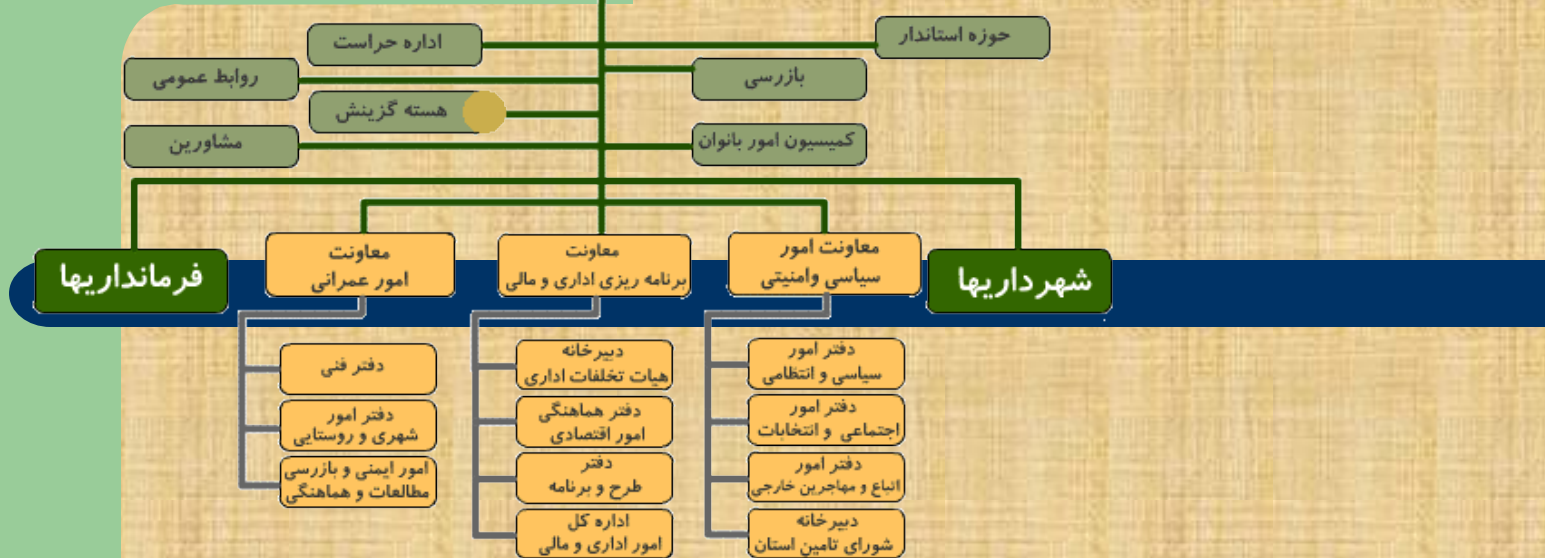 حوزه استاندار
اداره حراست
بازرسی
روابط عمومی
هسته گزینش
کمیسیون امور بانوان
مشاورین
شهرداریها
معاونت امور
سیاسی وامنیتی
معاونت
برنامه ریزی اداری و مالی
معاونت
امور عمرانی
فرمانداریها
دفتر امور
سیاسی و انتظامی
دفتر امور
اجتماعی و انتخابات
دفتر امور
اتباع و مهاجرین خارجی
دبیرخانه
شورای تامین استان
دبیرخانه
هیات تخلفات اداری
دفتر هماهنگی
امور اقتصادی
دفتر
طرح و برنامه
اداره کل
امور اداری و مالی
دفتر فنی
دفتر امور
شهری و روستایی
امور ایمنی و بازرسی
مطالعات و هماهنگی